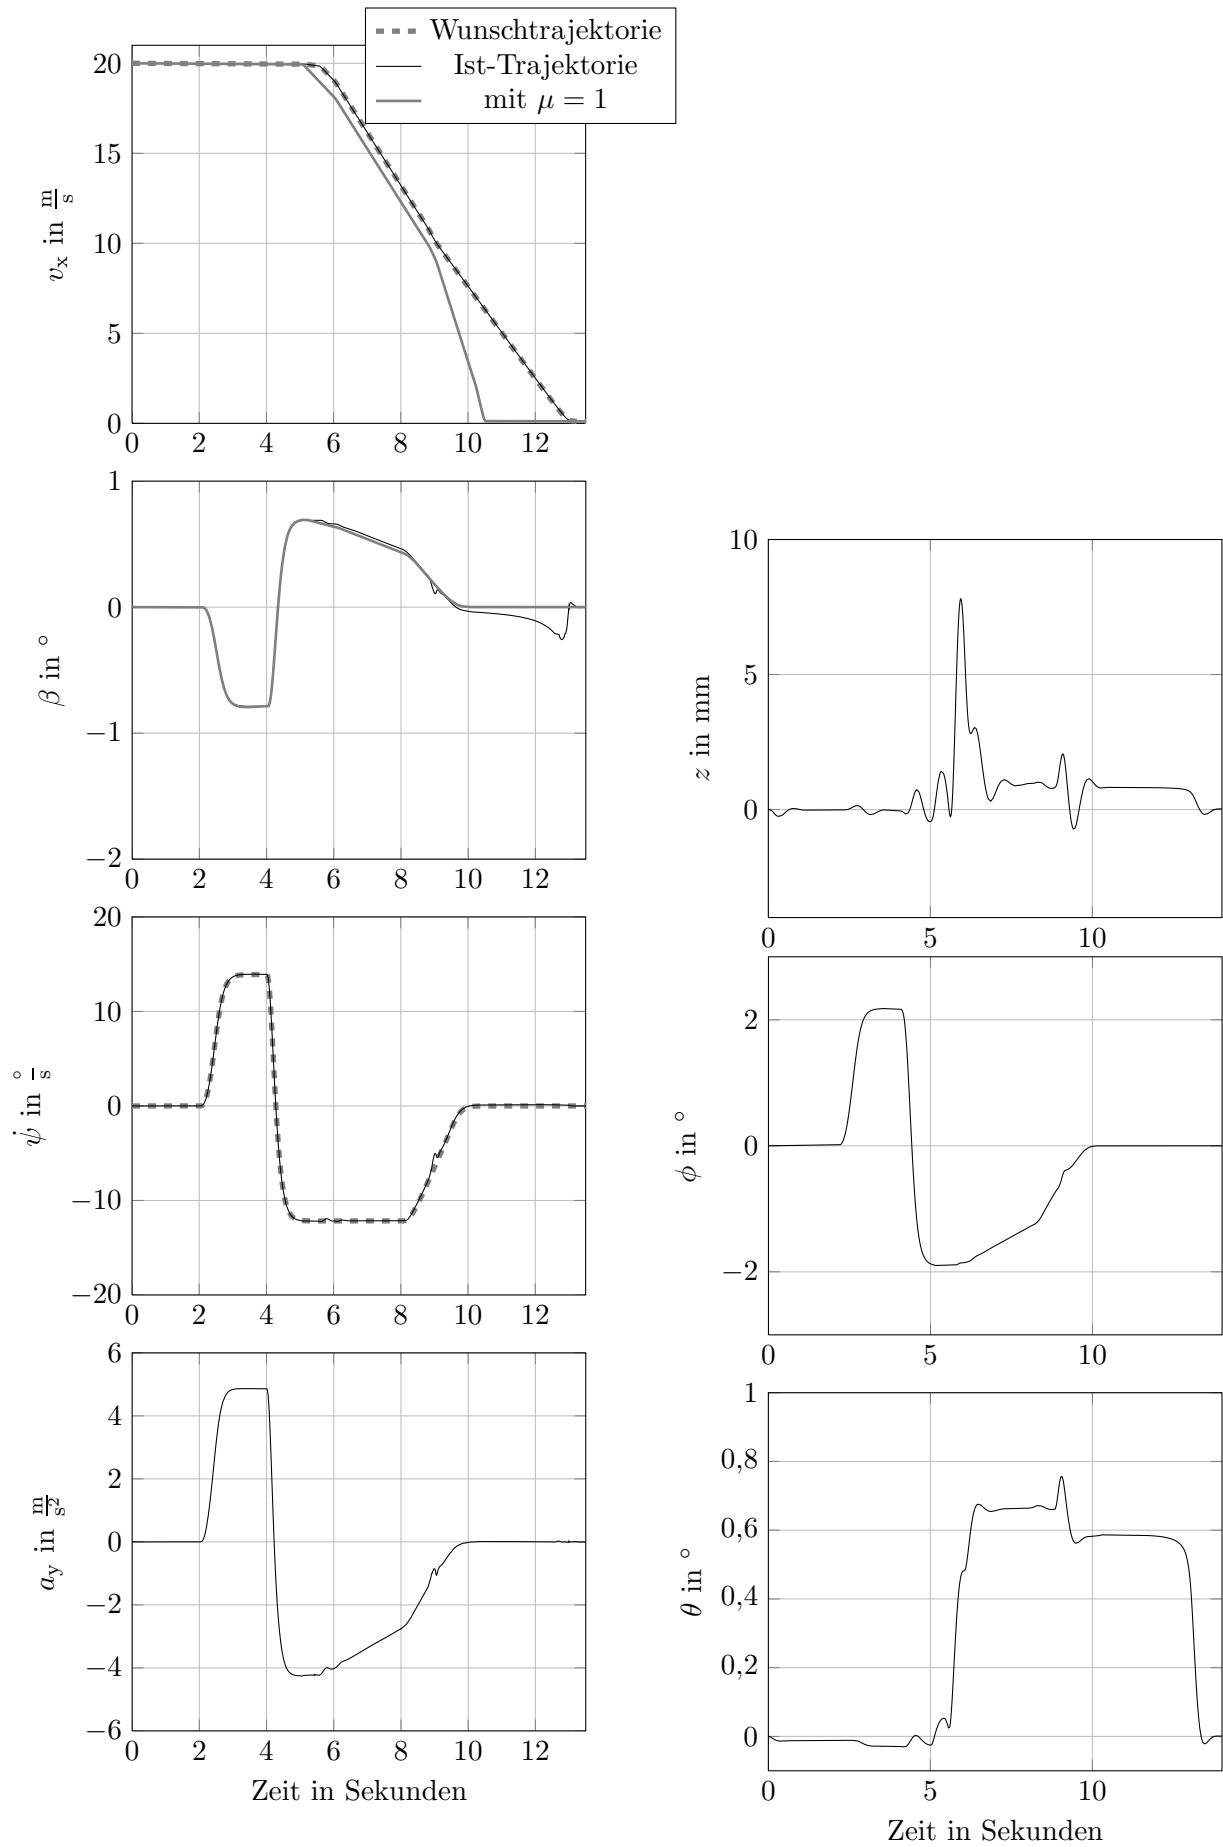 Wunschtrajektorie
Ist-Trajektorie
mit μ = 1
20
15
10
5
0
0 2 4 6 8 10 12
v_x in m/s
1
0
−1
−2
0 2 4 6 8 10 12
β in °
20
10
0
−10
−20
0 2 4 6 8 10 12
ψ̇ in °/s
6
4
2
0
−2
−4
−6
0 2 4 6 8 10 12
a_y in m/s²
Zeit in Sekunden
10
5
0
0 5 10
z in mm
2
0
−2
0 5 10
ϕ in °
1
0,8
0,6
0,4
0,2
0
0 5 10
θ in °
Zeit in Sekunden